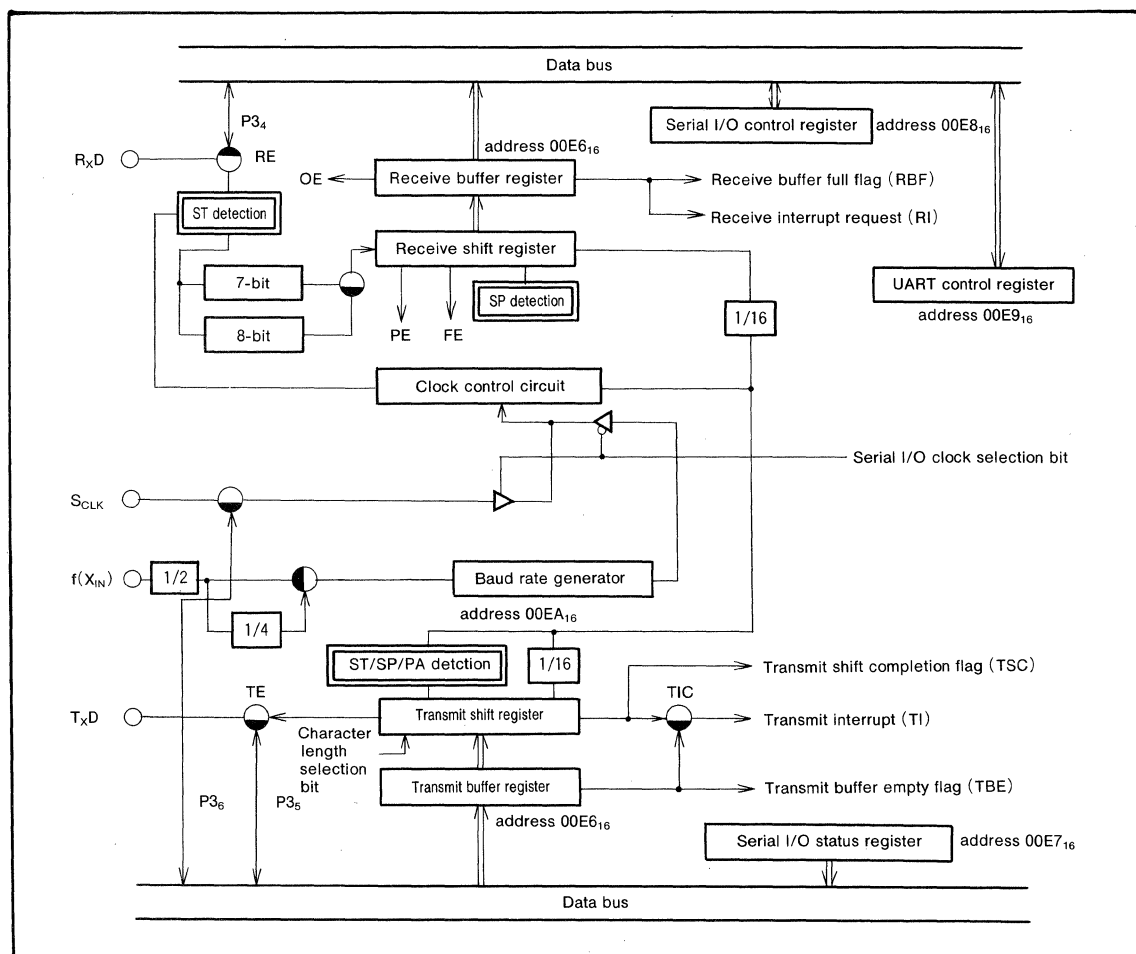 Data bus
P3₄
Serial I/O control register
address 00E8₁₆
address 00E6₁₆
RₓD
RE
OE
Receive buffer register
Receive buffer full flag (RBF)
ST detection
Receive interrupt request (RI)
Receive shift register
7-bit
SP detection
UART control register
8-bit
PE
FE
1/16
address 00E9₁₆
Clock control circuit
Serial I/O clock selection bit
S_CLK
f(X_IN)
1/2
Baud rate generator
1/4
address 00EA₁₆
ST/SP/PA detction
1/16
Transmit shift completion flag (TSC)
TE
TIC
TₓD
Transmit shift register
Transmit interrupt (TI)
Character
length
selection
bit
Transmit buffer register
Transmit buffer empty flag (TBE)
P3₆
P3₅
address 00E6₁₆
Serial I/O status register
address 00E7₁₆
Data bus